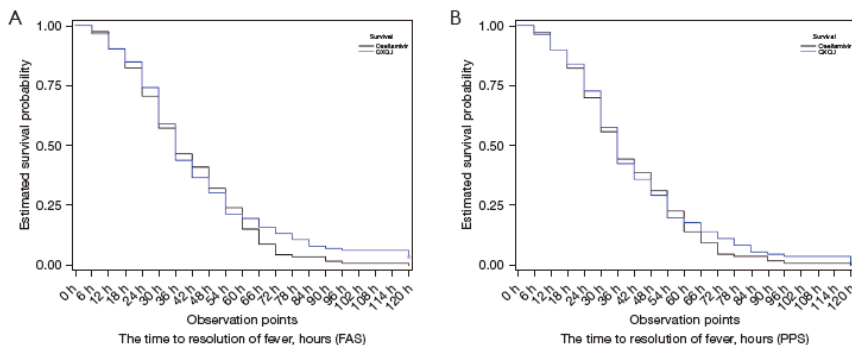 A
1.00
0.75
0.50
0.25
0.00
Estimated survival probability
Survival
Oseltamivir
0 h
6 h
12 h
18 h
24 h
30 h
36 h
42 h
48 h
54 h
60 h
66 h
72 h
78 h
84 h
90 h
96 h
102 h
108 h
114 h
120 h
Observation points
The time to resolution of fever, hours (FAS)
B
1.00
0.75
0.50
0.25
0.00
Estimated survival probability
Survival
Oseltamivir
0 h
6 h
12 h
18 h
24 h
30 h
36 h
42 h
48 h
54 h
60 h
66 h
72 h
78 h
84 h
90 h
96 h
102 h
108 h
114 h
120 h
Observation points
The time to resolution of fever, hours (PPS)